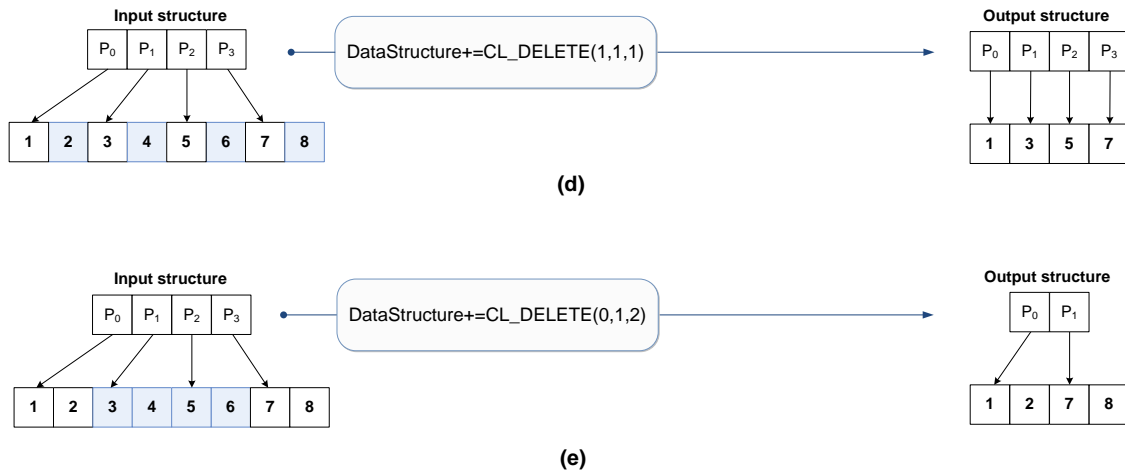 Input structure
Output structure
P0 P1 P2 P3
DataStructure+=CL_DELETE(1,1,1)
P0 P1 P2 P3
1 2 3 4 5 6 7 8
1 3 5 7
(d)
Input structure
Output structure
P0 P1 P2 P3
DataStructure+=CL_DELETE(0,1,2)
P0 P1
1 2 3 4 5 6 7 8
1 2 7 8
(e)